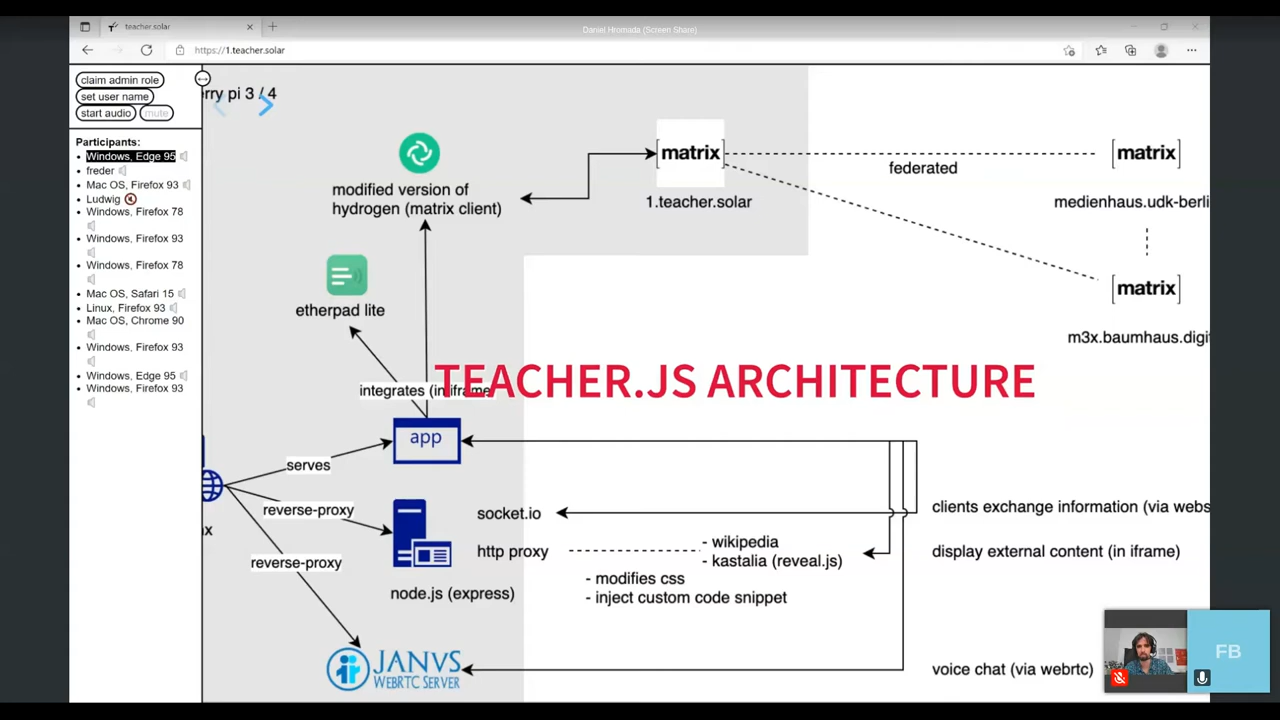 teacher.solar
Daniel Hromada (Screen Share)
https://1.teacher.solar
claim admin role
set user name
start audio
mute
Participants:
Windows, Edge 95
freder
Mac OS, Firefox 93
Ludwig
Windows, Firefox 78
Windows, Firefox 93
Windows, Firefox 78
Mac OS, Safari 15
Linux, Firefox 93
Mac OS, Chrome 90
Windows, Firefox 93
Windows, Edge 95
Windows, Firefox 93
rry pi 3 / 4
modified version of
hydrogen (matrix client)
[matrix]
1.teacher.solar
federated
[matrix]
medienhaus.udk-berli
[matrix]
m3x.baumhaus.digit
etherpad lite
integrates (in iframe
TEACHER.JS ARCHITECTURE
app
serves
reverse-proxy
reverse-proxy
socket.io
http proxy
- wikipedia
- kastalia (reveal.js)
- modifies css
- inject custom code snippet
node.js (express)
clients exchange information (via webs
display external content (in iframe)
JANVS
WEBRTC SERVER
voice chat (via webrtc)
FB